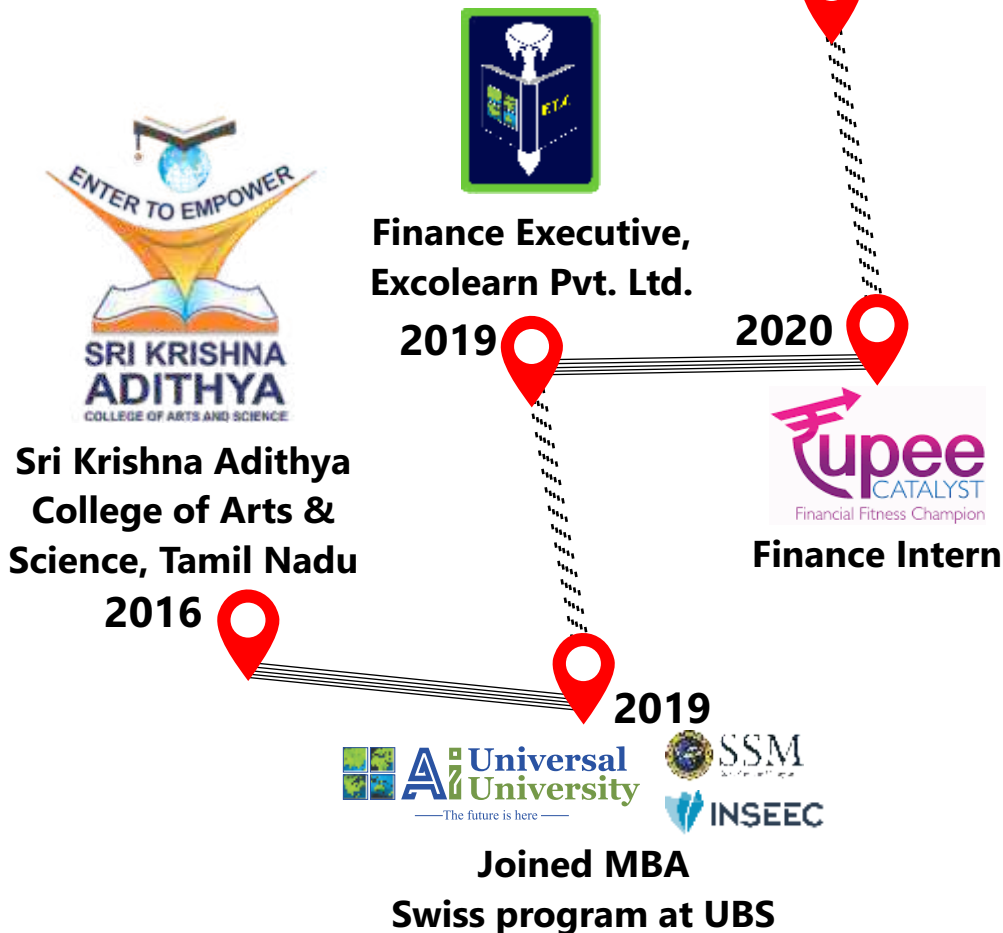 ENTER TO EMPOWER
SRI KRISHNA
ADITHYA
COLLEGE OF ARTS AND SCIENCE
Sri Krishna Adithya
College of Arts &
Science, Tamil Nadu
2016
Finance Executive,
Excolearn Pvt. Ltd.
2019
2020
upee
CATALYST
Financial Fitness Champion
Finance Intern
2019
Ai Universal
University
The future is here
SSM
INSEEC
Joined MBA
Swiss program at UBS